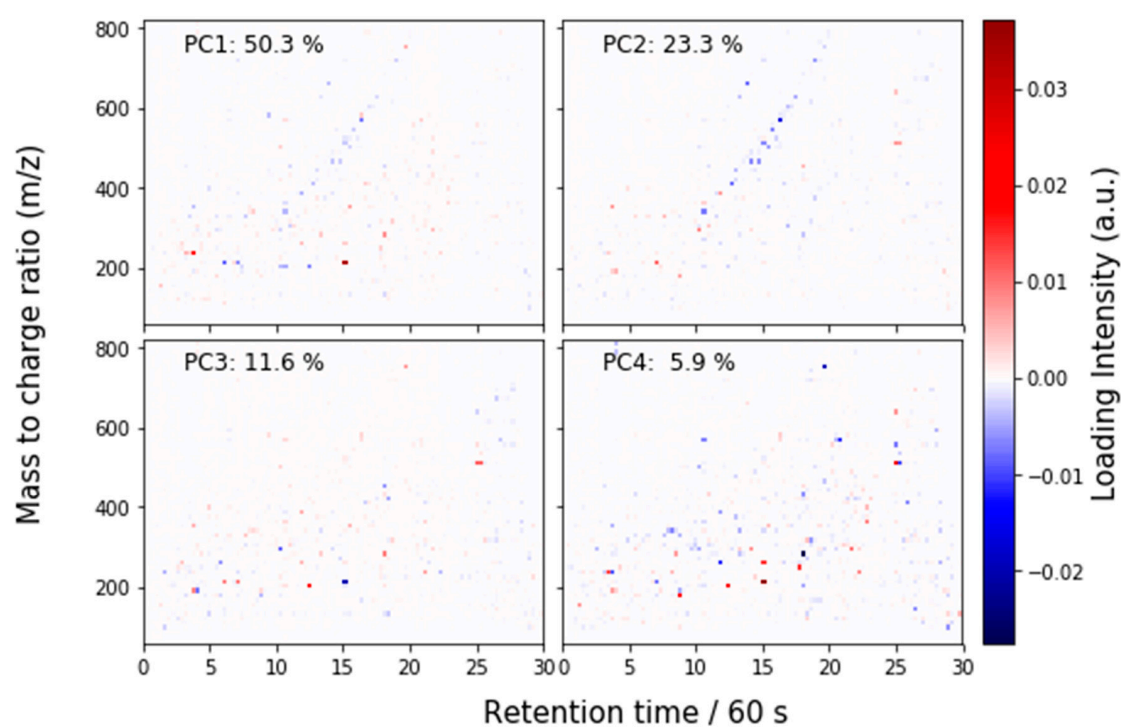 PC1: 50.3 %
PC2: 23.3 %
PC3: 11.6 %
PC4: 5.9 %
800
600
400
200
800
600
400
200
0 5 10 15 20 25 30
0 5 10 15 20 25 30
Retention time / 60 s
Mass to charge ratio (m/z)
0.03
0.02
0.01
0.00
−0.01
−0.02
Loading Intensity (a.u.)